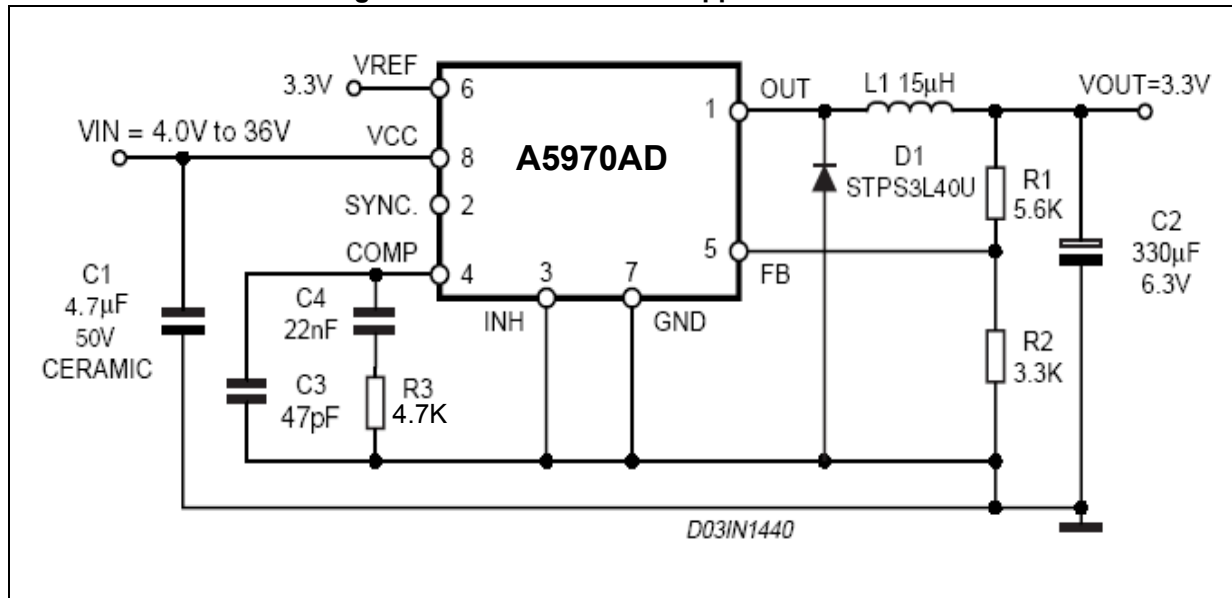 VREF
3.3V
6
VIN = 4.0V to 36V
VCC
8
A5970AD
SYNC.
2
COMP
4
3
INH
7
GND
1
OUT
L1 15µH
VOUT=3.3V
D1
STPS3L40U
R1
5.6K
5
FB
C2
330µF
6.3V
R2
3.3K
C1
4.7µF
50V
CERAMIC
C4
22nF
C3
47pF
R3
4.7K
D03IN1440